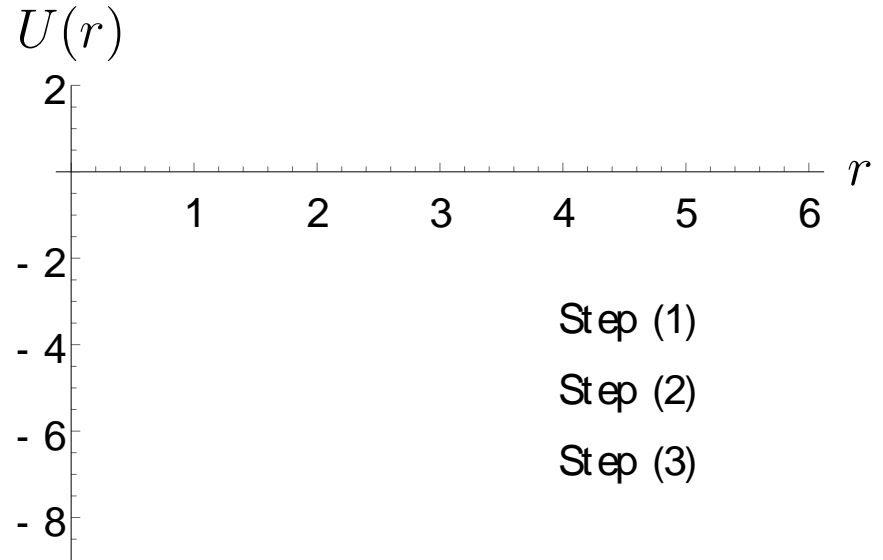 U(r)
2
r
1 2 3 4 5 6
- 2
Step (1)
- 4
Step (2)
- 6
Step (3)
- 8